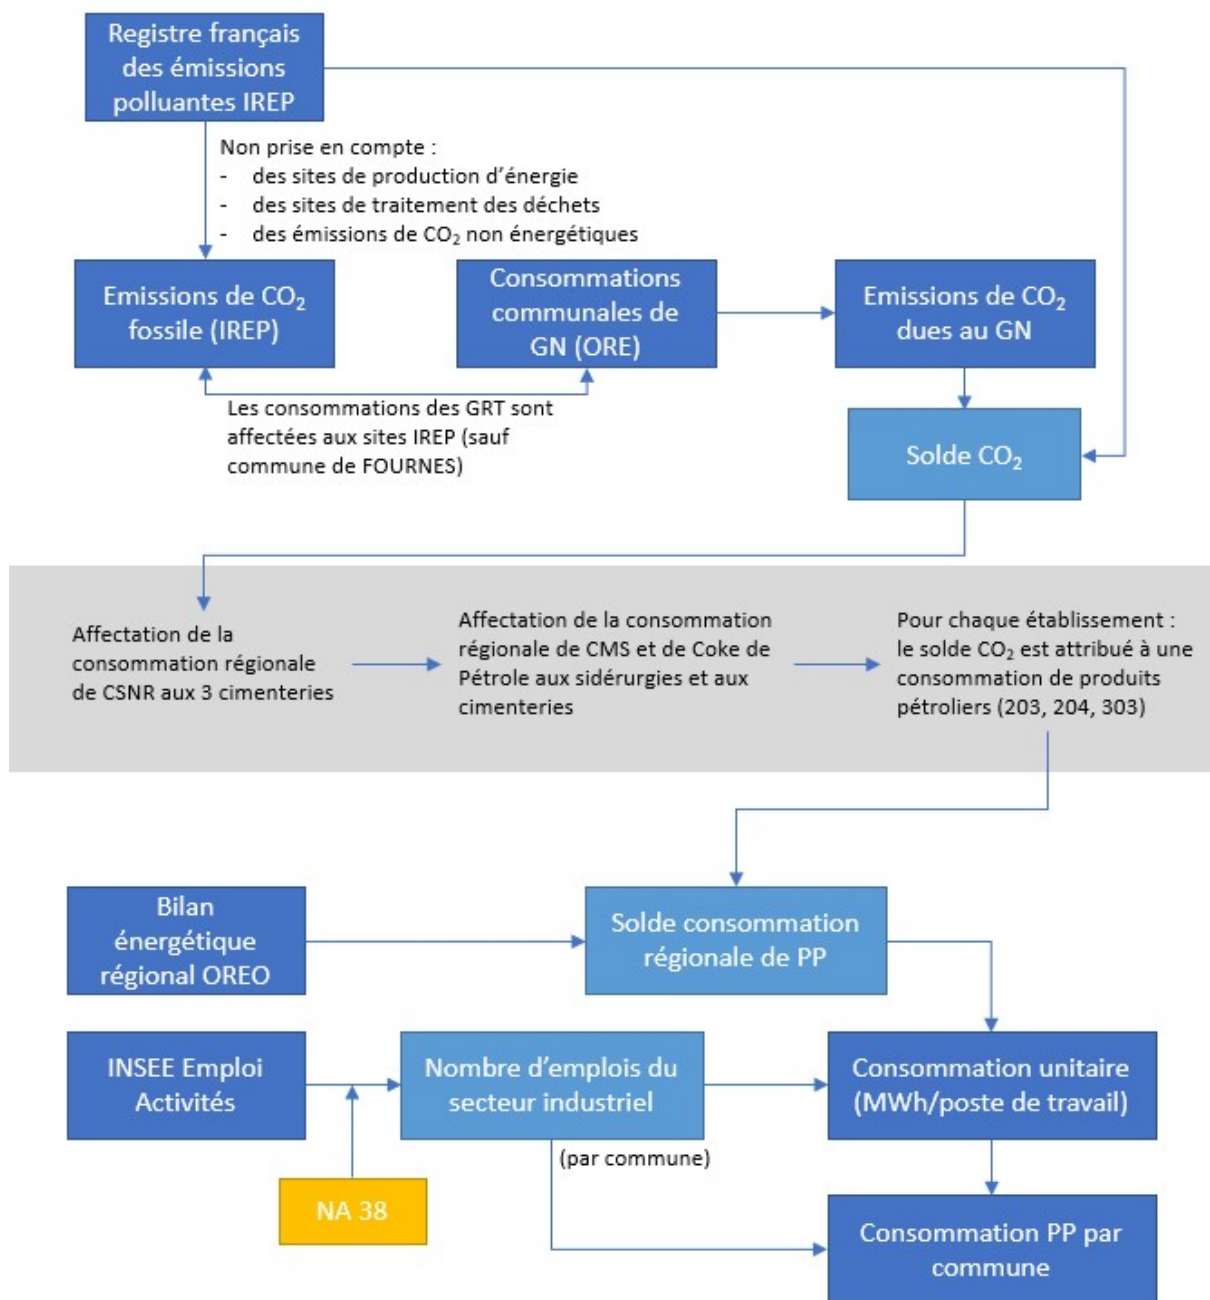 Registre français
des émissions
polluantes IREP
Non prise en compte :
- des sites de production d’énergie
- des sites de traitement des déchets
- des émissions de CO₂ non énergétiques
Emissions de CO₂
fossile (IREP)
Consommations
communales de
GN (ORE)
Emissions de CO₂
dues au GN
Les consommations des GRT sont
affectées aux sites IREP (sauf
commune de FOURNES)
Solde CO₂
Affectation de la
consommation régionale
de CSNR aux 3 cimenteries
Affectation de la consommation
régionale de CMS et de Coke de
Pétrole aux sidérurgies et aux
cimenteries
Pour chaque établissement :
le solde CO₂ est attribué à une
consommation de produits
pétroliers (203, 204, 303)
Bilan
énergétique
régional OREO
Solde consommation
régionale de PP
INSEE Emploi
Activités
Nombre d’emplois du
secteur industriel
Consommation unitaire
(MWh/poste de travail)
(par commune)
NA 38
Consommation PP par
commune